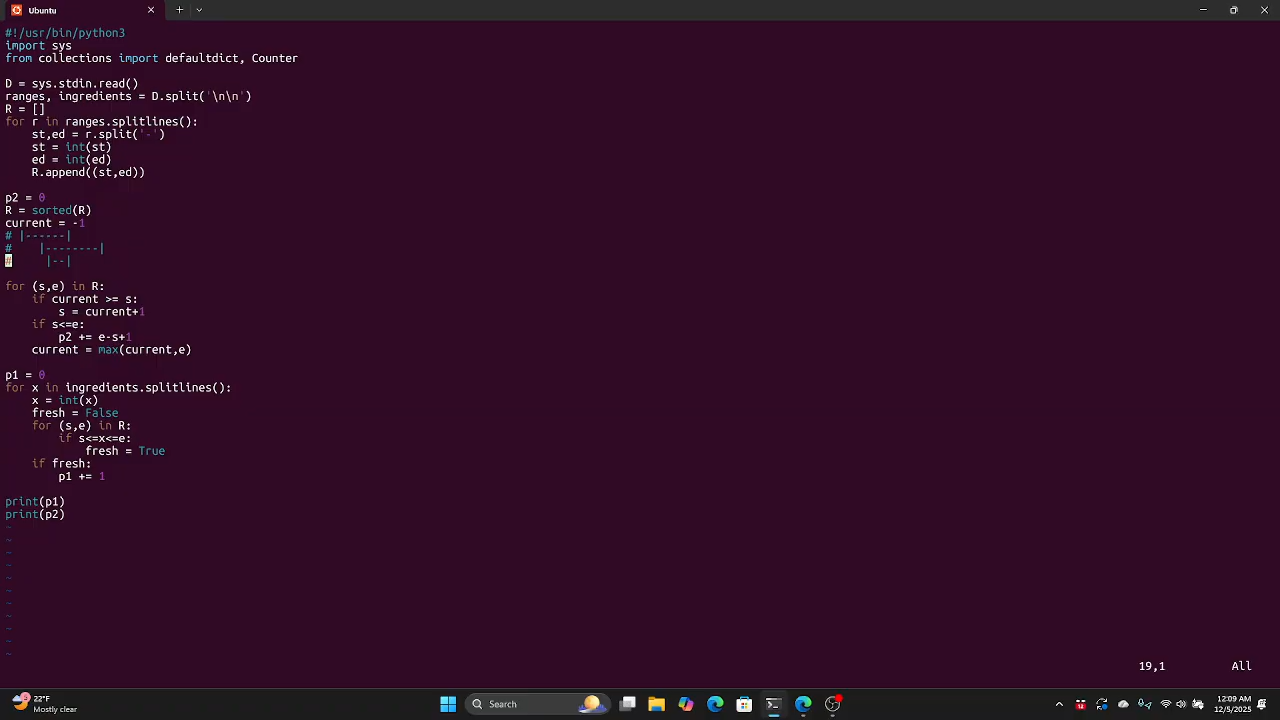 Ubuntu
#!/usr/bin/python3
import sys
from collections import defaultdict, Counter
D = sys.stdin.read()
ranges, ingredients = D.split('\n\n')
R = []
for r in ranges.splitlines():
    st,ed = r.split('-')
    st = int(st)
    ed = int(ed)
    R.append((st,ed))
p2 = 0
R = sorted(R)
current = -1
# |------|
#    |--------|
#     |--|
for (s,e) in R:
    if current >= s:
        s = current+1
    if s<=e:
        p2 += e-s+1
    current = max(current,e)
p1 = 0
for x in ingredients.splitlines():
    x = int(x)
    fresh = False
    for (s,e) in R:
        if s<=x<=e:
            fresh = True
    if fresh:
        p1 += 1
print(p1)
print(p2)
~
~
~
~
~
~
~
~
~
~
~
19,1 All
22°F
Mostly clear
Search
12:09 AM
12/5/2025